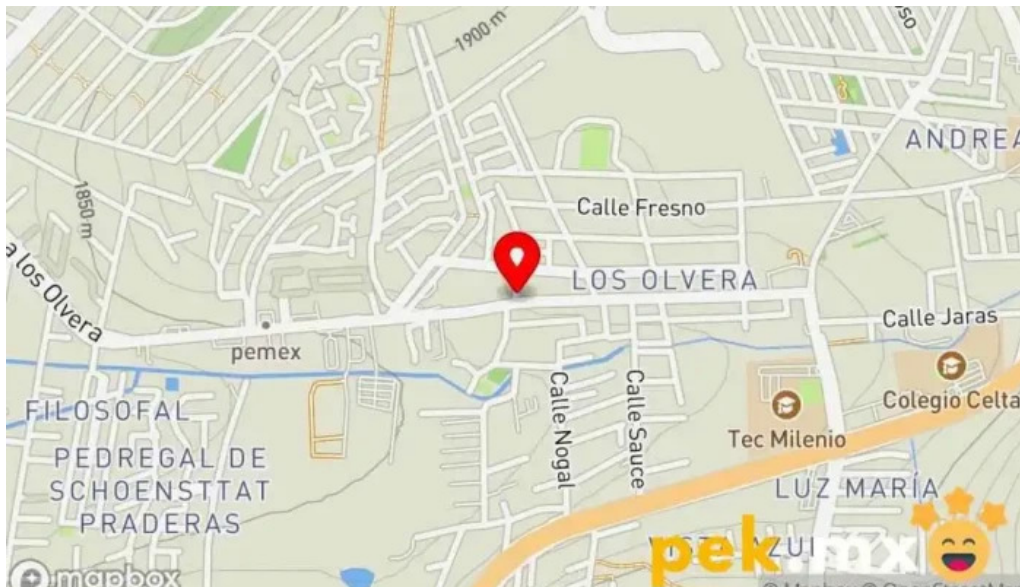 1900 m
ANDREA
1850 m
Calle Fresno
a los Olvera
LOS OLVERA
Calle Jaras
pemex
Calle Nogal
Calle Sauce
Colegio Celta
FILOSOFAL
Tec Milenio
PEDREGAL DE
SCHOENSTTAT
PRADERAS
LUZ MARÍA
pek.mx
mapbox